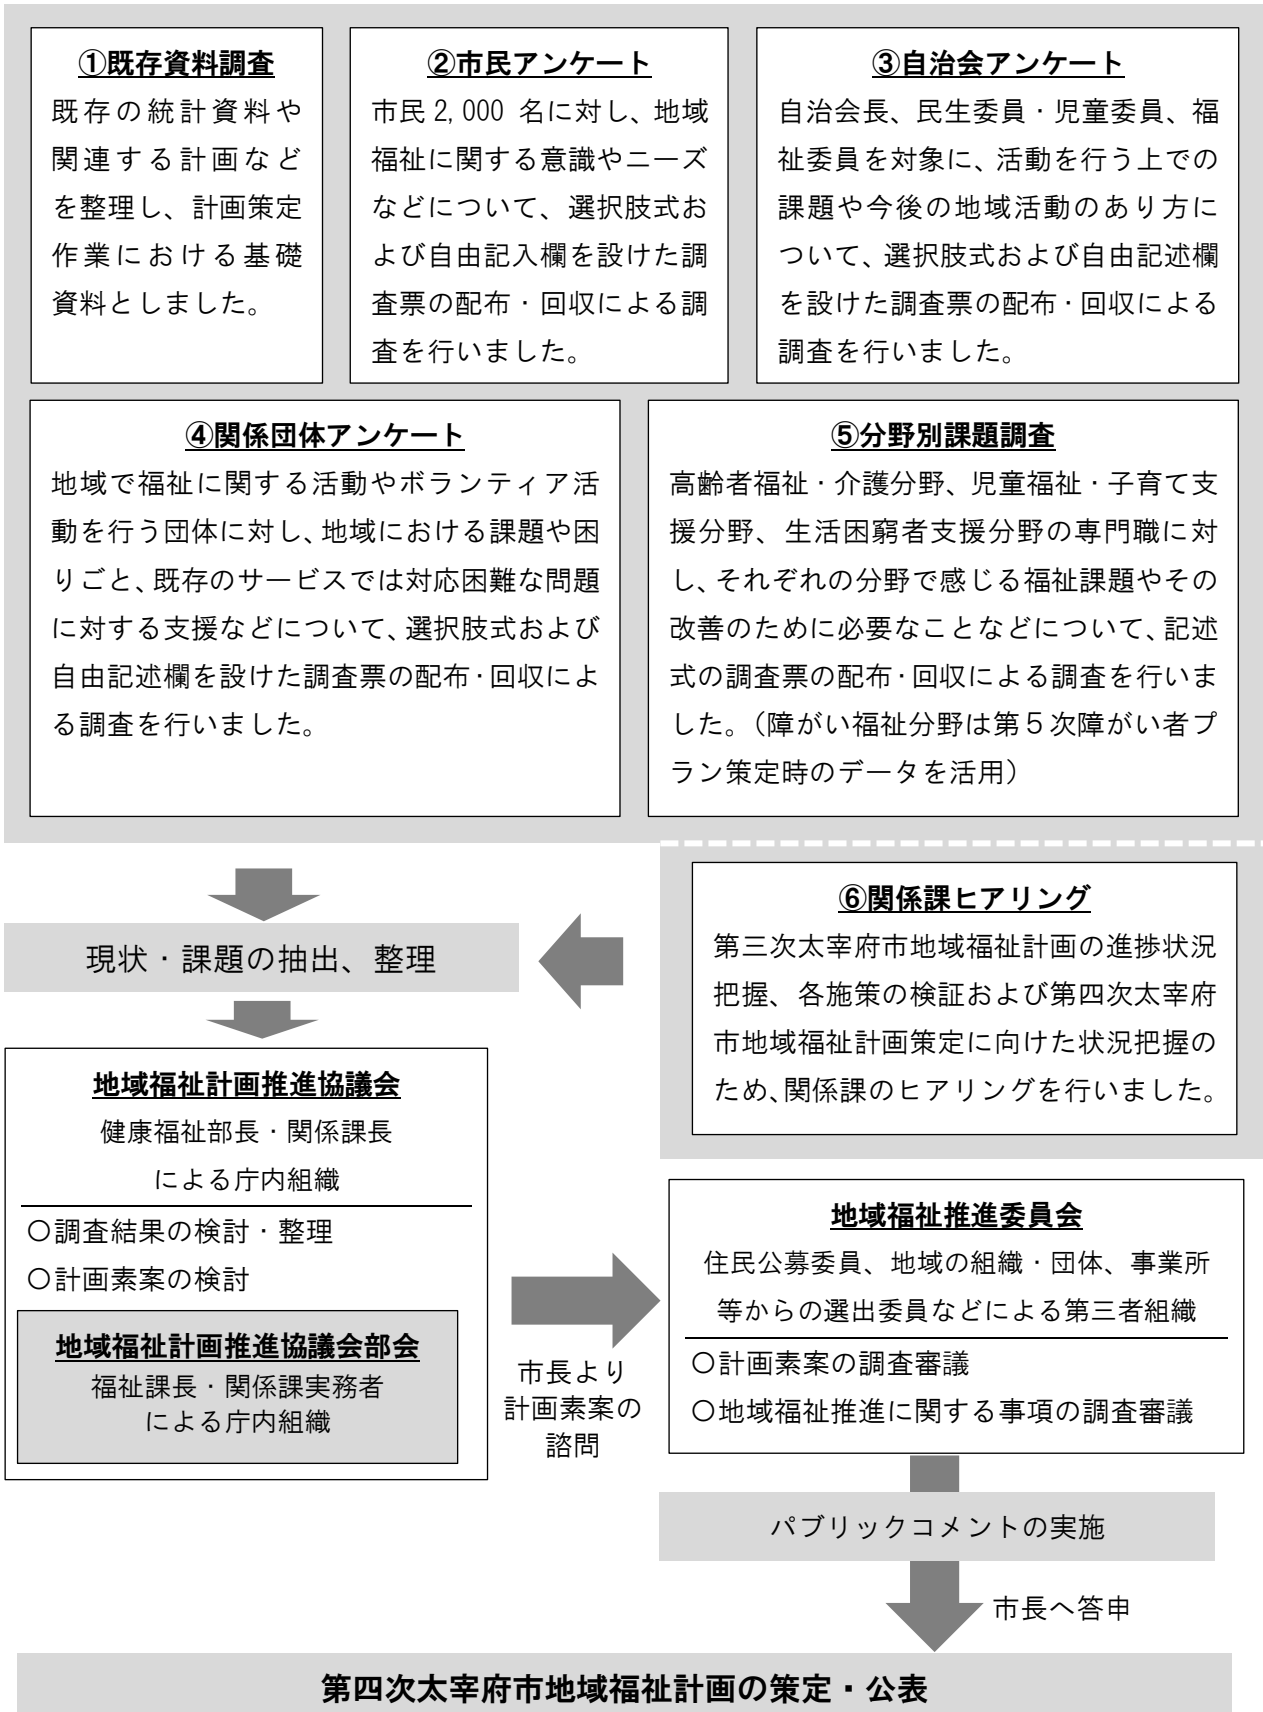 ①既存資料調査
既存の統計資料や
関連する計画など
を整理し、計画策定
作業における基礎
資料としました。
②市民アンケート
市民2,000 名に対し、地域
福祉に関する意識やニーズ
などについて、選択肢式お
よび自由記入欄を設けた調
査票の配布・回収による調
査を行いました。
③自治会アンケート
自治会長、民生委員・児童委員、福
祉委員を対象に、活動を行う上での
課題や今後の地域活動のあり方に
ついて、選択肢式および自由記述欄
を設けた調査票の配布・回収による
調査を行いました。
④関係団体アンケート
地域で福祉に関する活動やボランティア活
動を行う団体に対し、地域における課題や困
りごと、既存のサービスでは対応困難な問題
に対する支援などについて、選択肢式および
自由記述欄を設けた調査票の配布・回収によ
る調査を行いました。
⑤分野別課題調査
高齢者福祉・介護分野、児童福祉・子育て支
援分野、生活困窮者支援分野の専門職に対
し、それぞれの分野で感じる福祉課題やその
改善のために必要なことなどについて、記述
式の調査票の配布・回収による調査を行いま
した。（障がい福祉分野は第５次障がい者プ
ラン策定時のデータを活用）
⑥関係課ヒアリング
第三次太宰府市地域福祉計画の進捗状況
把握、各施策の検証および第四次太宰府
市地域福祉計画策定に向けた状況把握の
ため、関係課のヒアリングを行いました。
現状・課題の抽出、整理
地域福祉計画推進協議会
健康福祉部長・関係課長
による庁内組織
○調査結果の検討・整理
○計画素案の検討
地域福祉計画推進協議会部会
福祉課長・関係課実務者
による庁内組織
市長より
計画素案の
諮問
地域福祉推進委員会
住民公募委員、地域の組織・団体、事業所
等からの選出委員などによる第三者組織
○計画素案の調査審議
○地域福祉推進に関する事項の調査審議
パブリックコメントの実施
市長へ答申
第四次太宰府市地域福祉計画の策定・公表